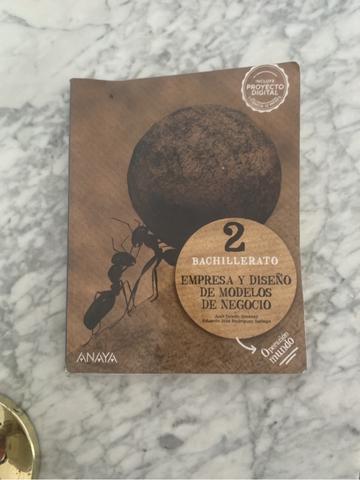 INCLUYE
PROYECTO
DIGITAL
2
BACHILLERATO
EMPRESA Y DISEÑO
DE MODELOS
DE NEGOCIO
Operación
mundo
ANAYA